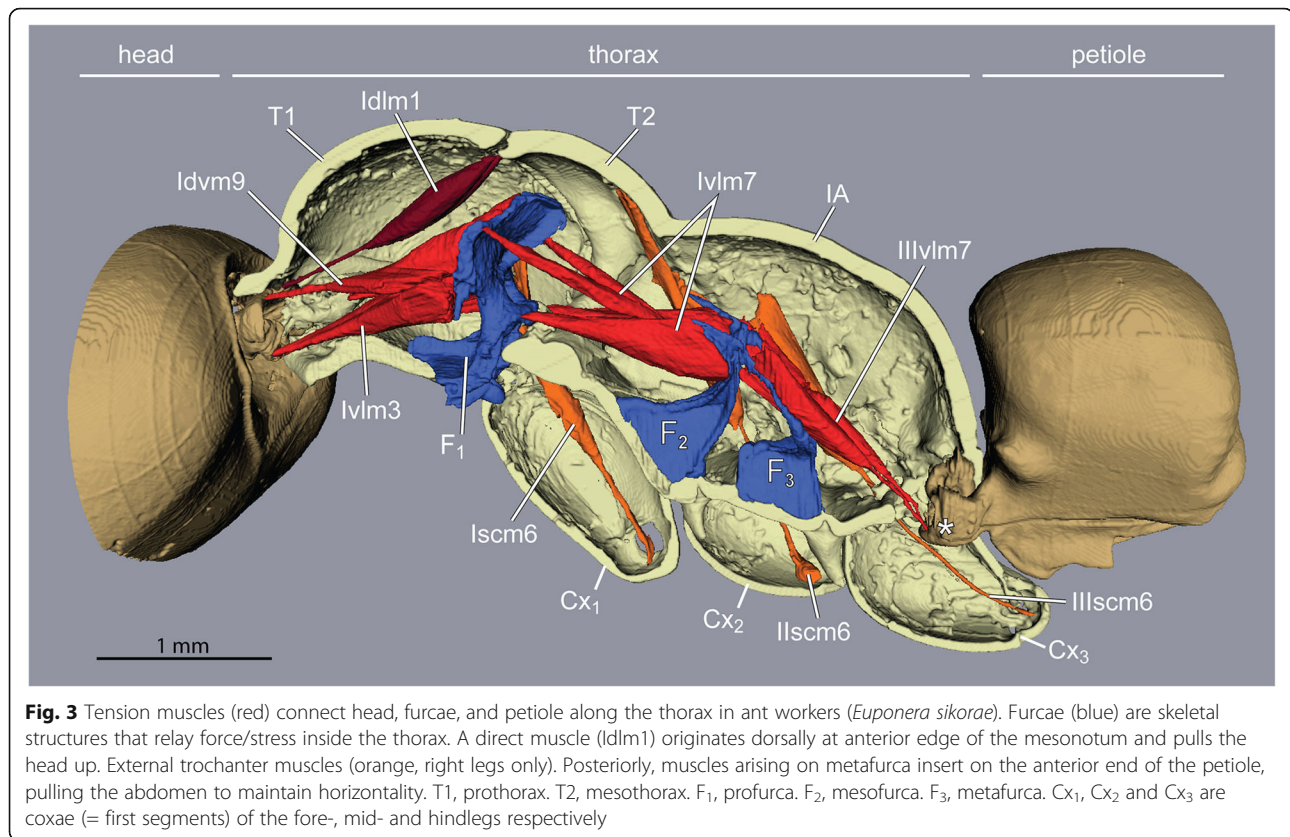 head thorax petiole
Idlm1
T1 T2
Idvm9 Ivlm7 IA
IIIvlm7
Ivlm3
F₁ F₂
F₃
*
Iscm6
Cx₁ IIIscm6
Cx₂ IIscm6
Cx₃
1 mm
Fig. 3 Tension muscles (red) connect head, furcae, and petiole along the thorax in ant workers (Euponera sikorae). Furcae (blue) are skeletal
structures that relay force/stress inside the thorax. A direct muscle (Idlm1) originates dorsally at anterior edge of the mesonotum and pulls the
head up. External trochanter muscles (orange, right legs only). Posteriorly, muscles arising on metafurca insert on the anterior end of the petiole,
pulling the abdomen to maintain horizontality. T1, prothorax. T2, mesothorax. F₁, profurca. F₂, mesofurca. F₃, metafurca. Cx₁, Cx₂ and Cx₃ are
coxae (= first segments) of the fore-, mid- and hindlegs respectively